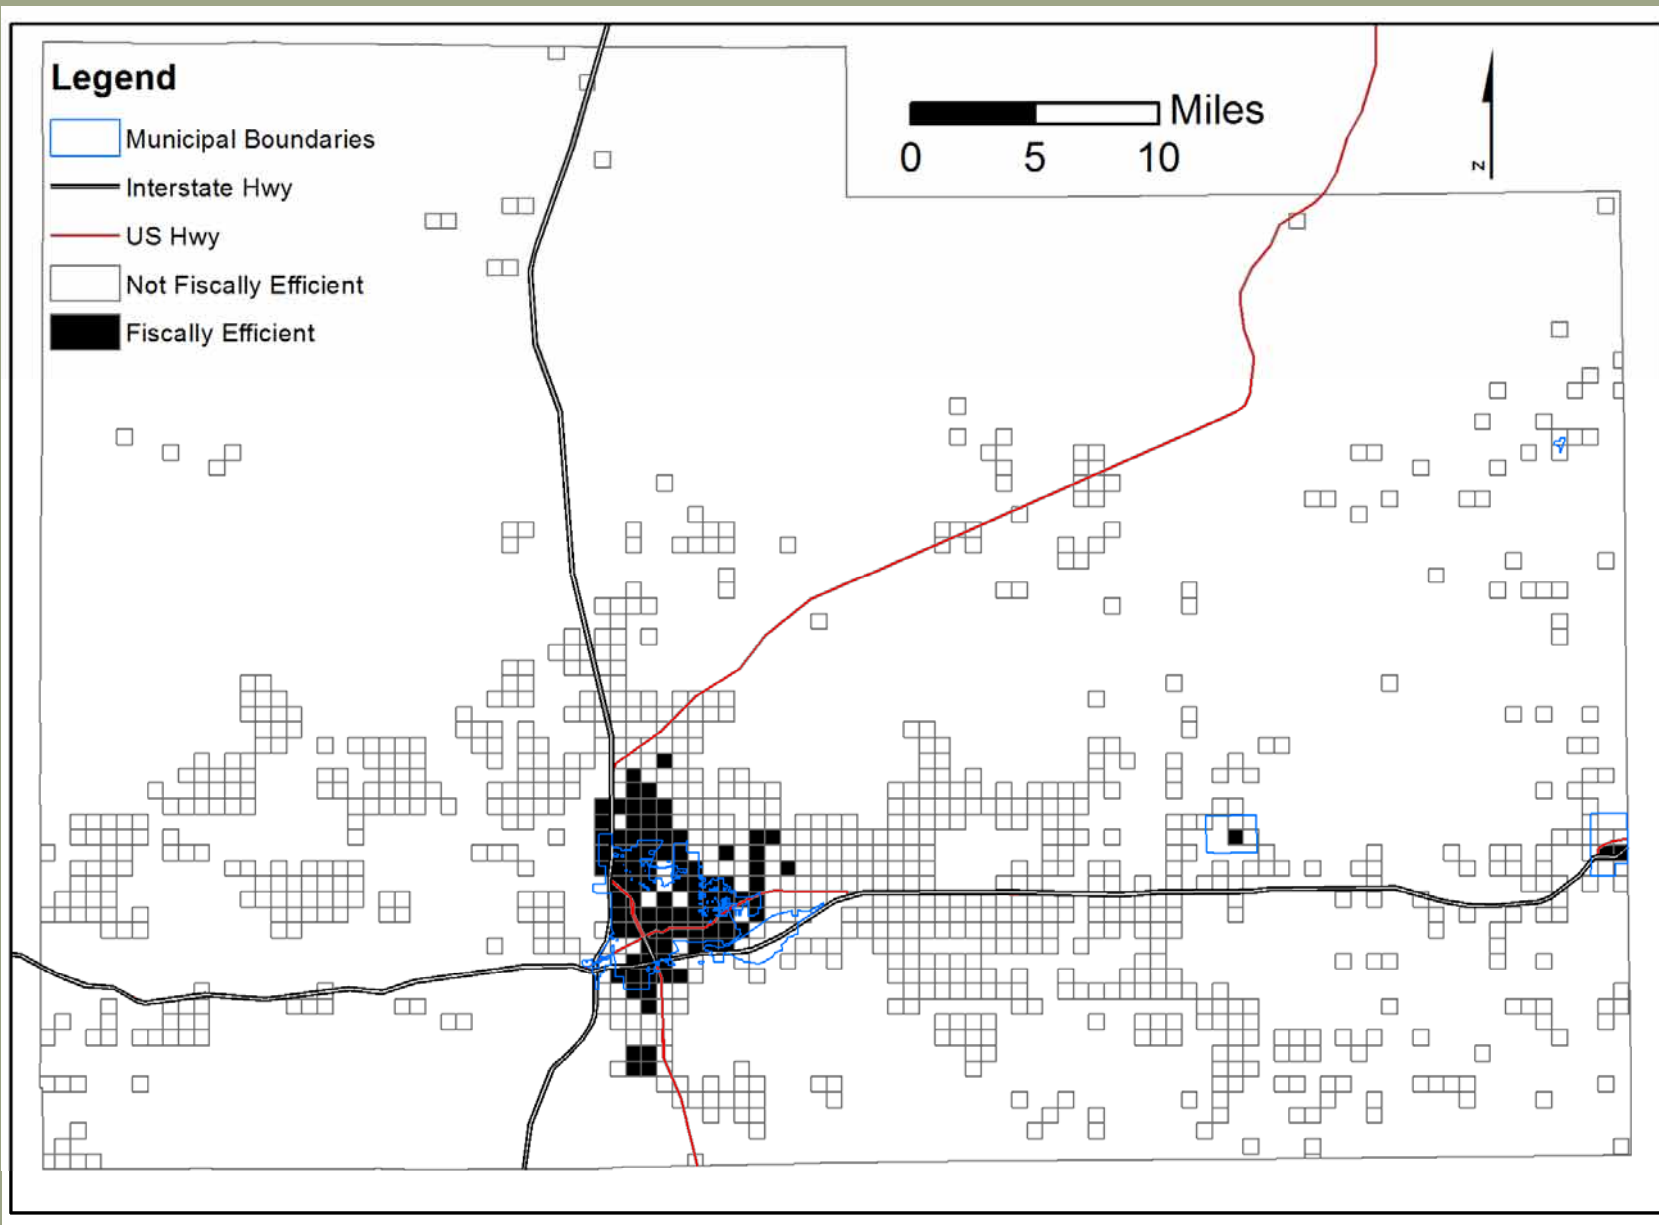 Legend
Municipal Boundaries
Interstate Hwy
US Hwy
Not Fiscally Efficient
Fiscally Efficient
Miles
0 5 10
N